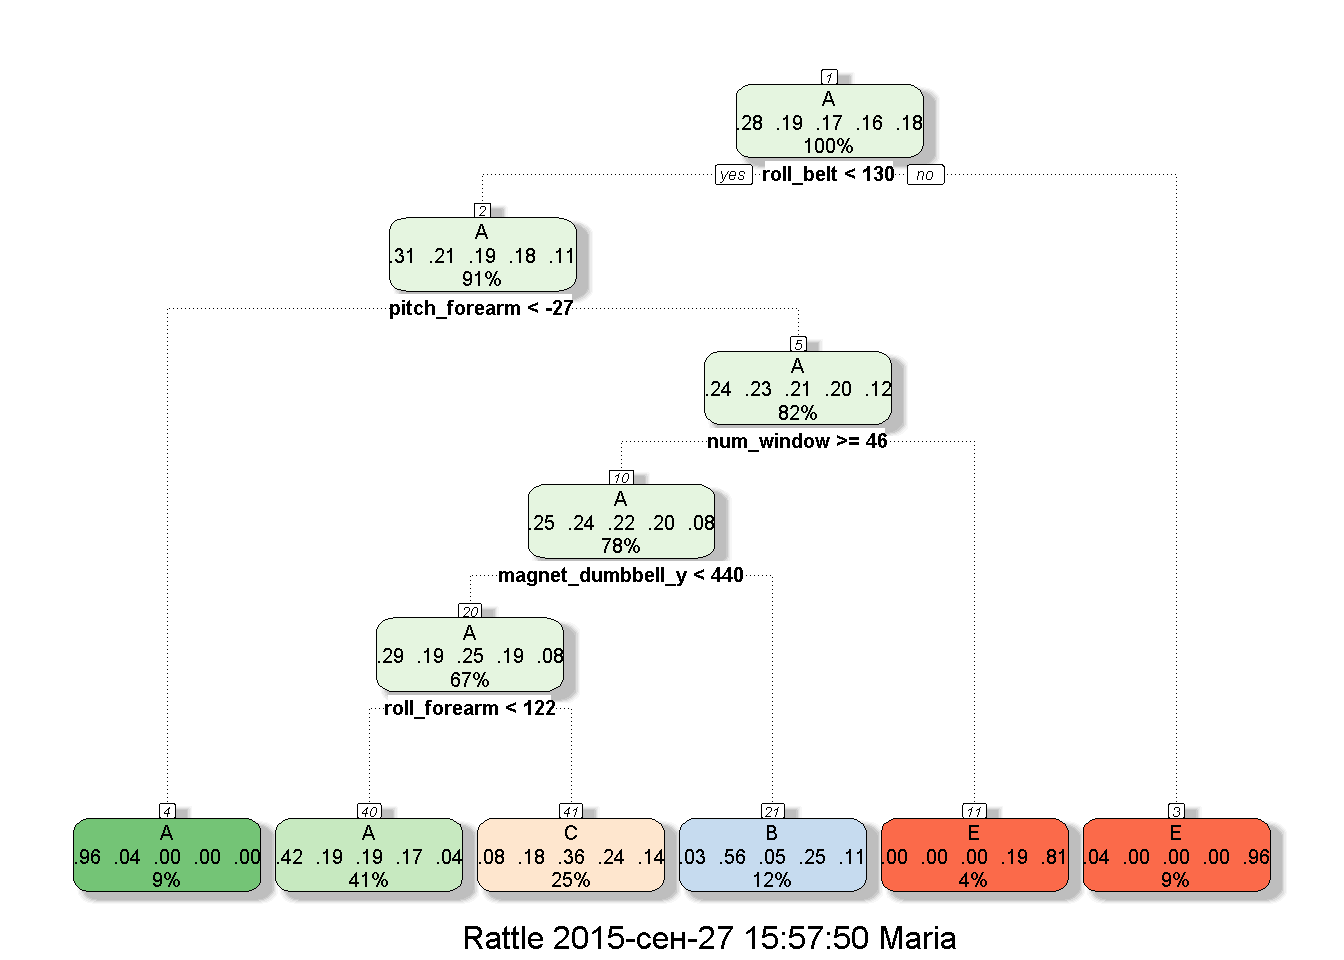 1
A
.28 .19 .17 .16 .18
100%
yes roll_belt < 130 no
2
A
.31 .21 .19 .18 .11
91%
pitch_forearm < -27
5
A
.24 .23 .21 .20 .12
82%
num_window >= 46
10
A
.25 .24 .22 .20 .08
78%
magnet_dumbbell_y < 440
20
A
.29 .19 .25 .19 .08
67%
roll_forearm < 122
4
A
.96 .04 .00 .00 .00
9%
40
A
.42 .19 .19 .17 .04
41%
41
C
.08 .18 .36 .24 .14
25%
21
B
.03 .56 .05 .25 .11
12%
11
E
.00 .00 .00 .19 .81
4%
3
E
.04 .00 .00 .00 .96
9%
Rattle 2015-сен-27 15:57:50 Maria